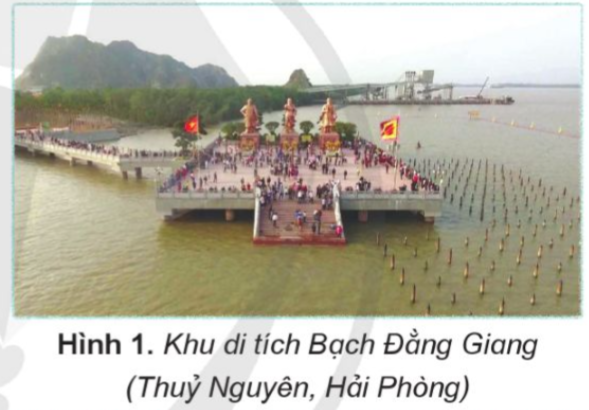 Hình 1. Khu di tích Bạch Đằng Giang
(Thuỷ Nguyên, Hải Phòng)